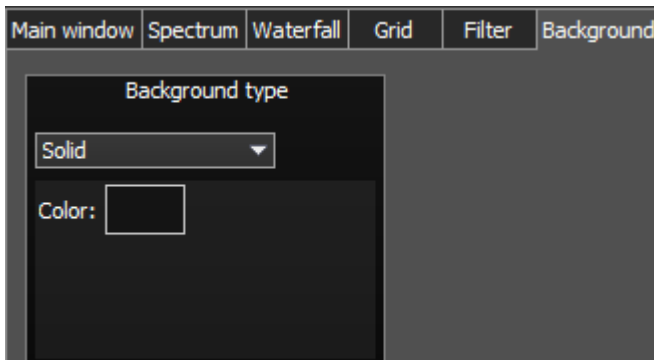 Main window Spectrum Waterfall Grid Filter Background
Background type
Solid
Color: